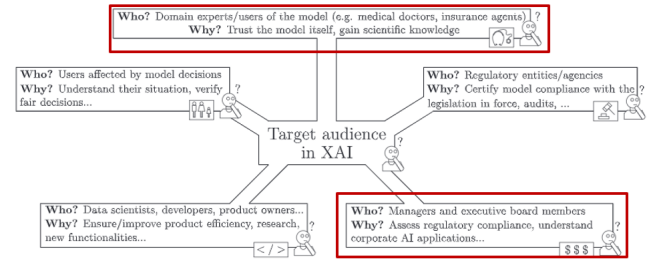 Who? Domain experts/users of the model (e.g. medical doctors, insurance agents)
?
Why? Trust the model itself, gain scientific knowledge
Who? Users affected by model decisions
Why? Understand their situation, verify
fair decisions...
?
Who? Regulatory entities/agencies
Why? Certify model compliance with the
legislation in force, audits, ...
?
Target audience
in XAI
?
Who? Data scientists, developers, product owners...
Why? Ensure/improve product efficiency, research,
new functionalities...
</>
?
Who? Managers and executive board members
Why? Assess regulatory compliance, understand
corporate AI applications...
$$$
?